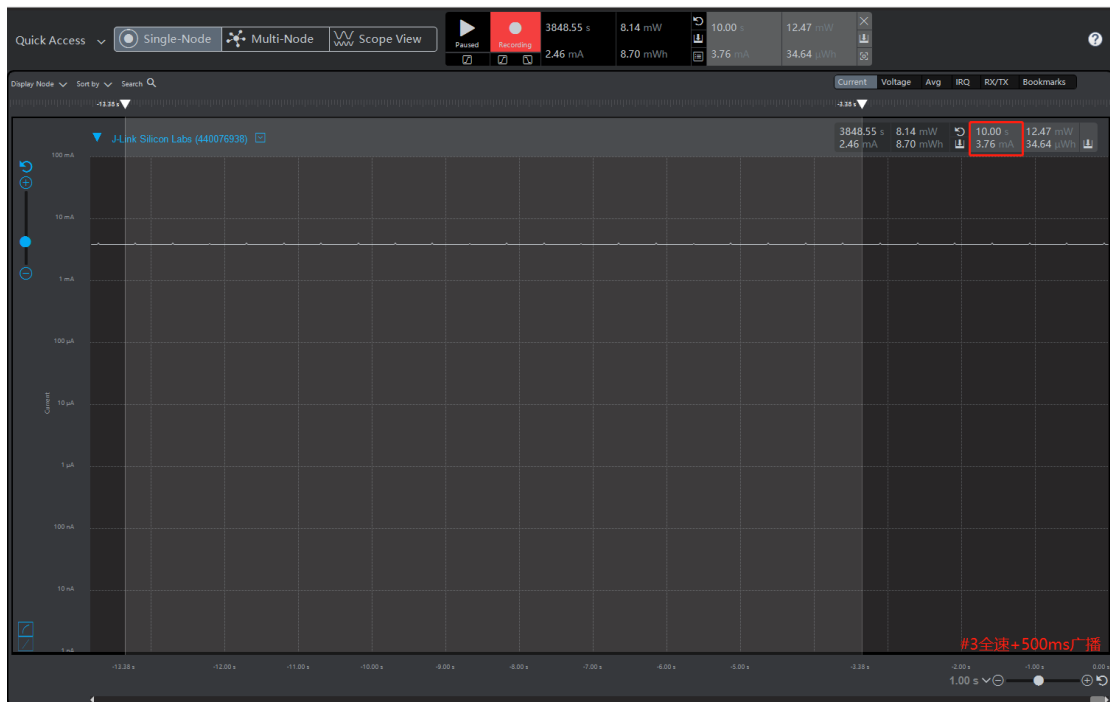 Quick Access
Single-Node
Multi-Node
Scope View
Paused
Recording
3848.55 s
8.14 mW
10.00 s
12.47 mW
2.46 mA
8.70 mWh
3.76 mA
34.64 µWh
Display Node
Sort by
Search
Current
Voltage
Avg
IRQ
RX/TX
Bookmarks
-13.38 s
-3.38 s
J-Link Silicon Labs (440076938)
3848.55 s 8.14 mW 10.00 s 12.47 mW
2.46 mA 8.70 mWh 3.76 mA 34.64 µWh
100 mA
10 mA
1 mA
100 µA
10 µA
Current
1 µA
100 nA
10 nA
1 nA
#3全速+500ms广播
-13.38 s
-12.00 s
-11.00 s
-10.00 s
-9.00 s
-8.00 s
-7.00 s
-6.00 s
-5.00 s
-3.38 s
-2.00 s
-1.00 s
0.00 s
1.00 s